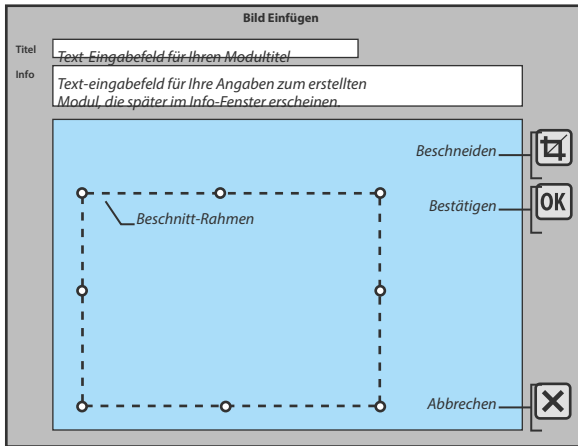 Bild Einfügen
Titel
Text-Eingabefeld für Ihren Modultitel
Info
Text-eingabefeld für Ihre Angaben zum erstellten
Modul, die später im Info-Fenster erscheinen.
Beschneiden
Bestätigen
OK
Beschnitt-Rahmen
Abbrechen